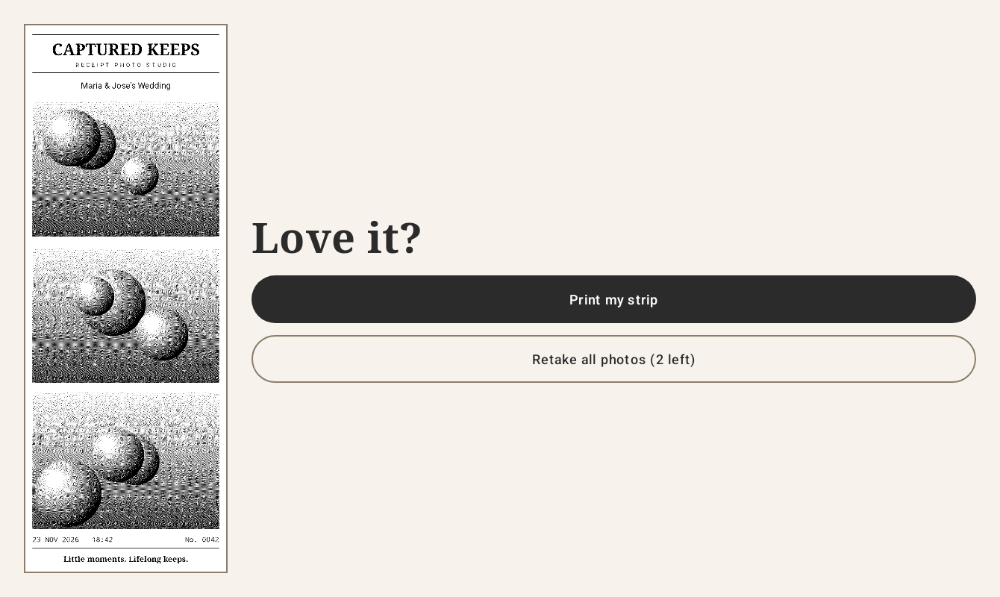 CAPTURED KEEPS
RECEIPT PHOTO STUDIO
Maria & Jose's Wedding
23 NOV 2026 18:42 No. 0042
Little moments. Lifelong keeps.
Love it?
Print my strip
Retake all photos (2 left)